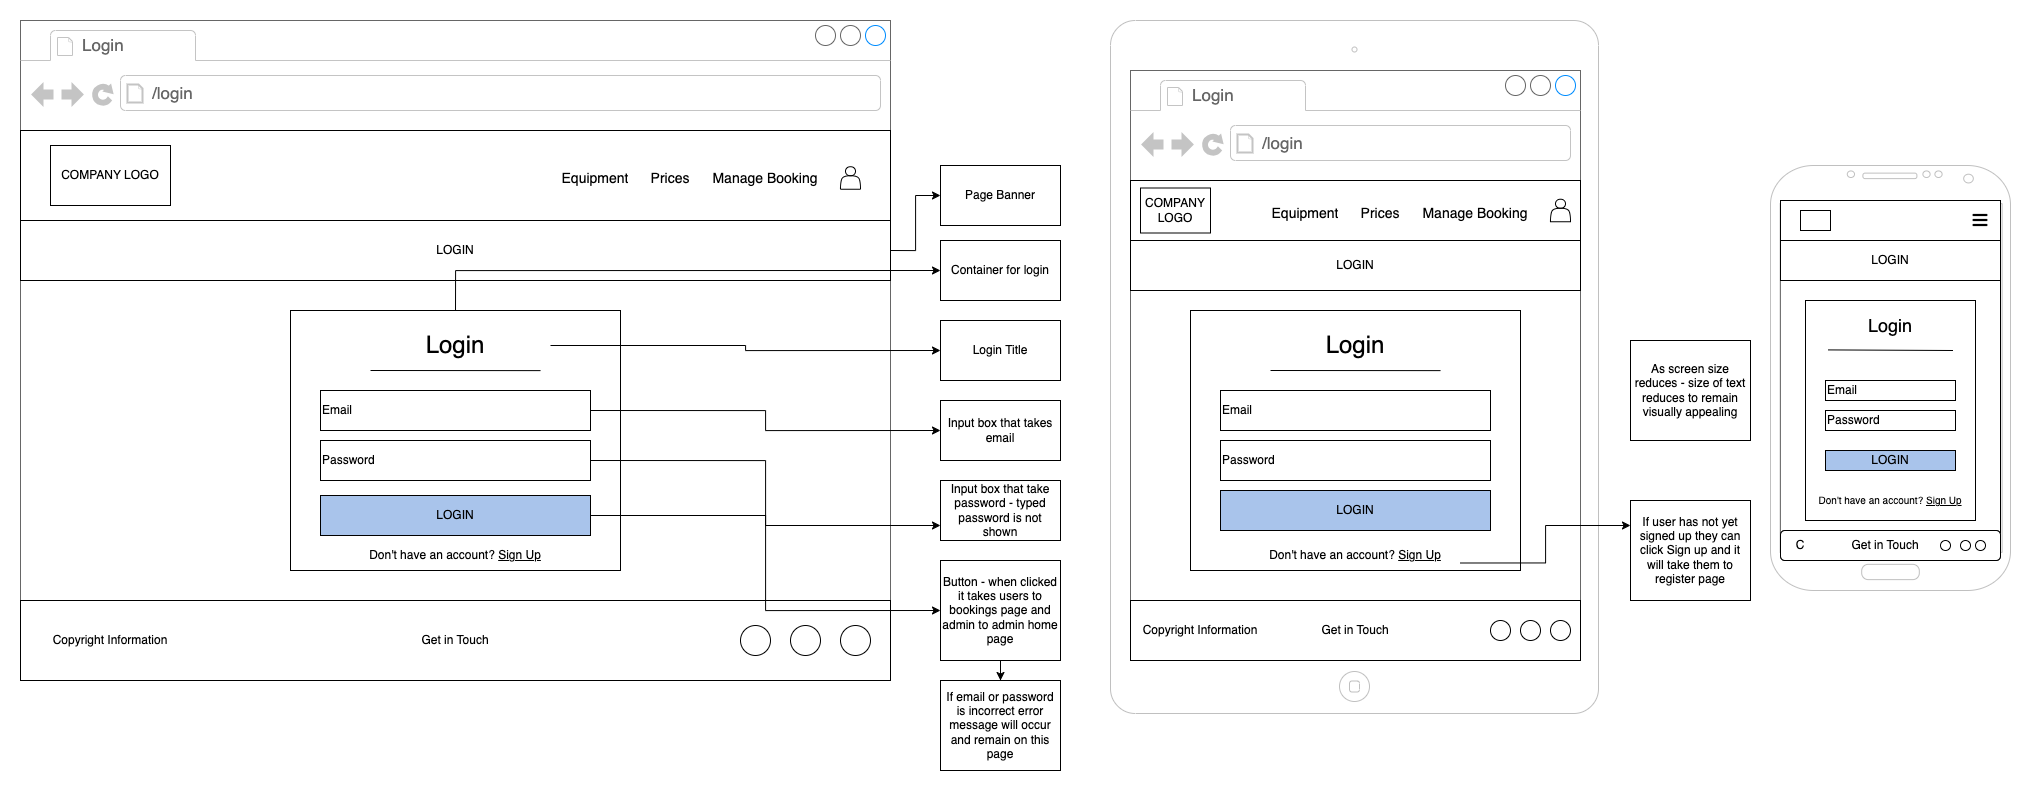 Login
/login
COMPANY LOGO
Equipment Prices Manage Booking
LOGIN
Login
Email
Password
LOGIN
Don't have an account? Sign Up
Copyright Information Get in Touch
Page Banner
Container for login
Login Title
Input box that takes
email
Input box that take
password - typed
password is not
shown
Button - when clicked
it takes users to
bookings page and
admin to admin home
page
If email or password
is incorrect error
message will occur
and remain on this
page
Login
/login
COMPANY
LOGO
Equipment Prices Manage Booking
LOGIN
Login
Email
Password
LOGIN
Don't have an account? Sign Up
Copyright Information Get in Touch
As screen size
reduces - size of text
reduces to remain
visually appealing
If user has not yet
signed up they can
click Sign up and it
will take them to
register page
LOGIN
Login
Email
Password
LOGIN
Don't have an account? Sign Up
C Get in Touch